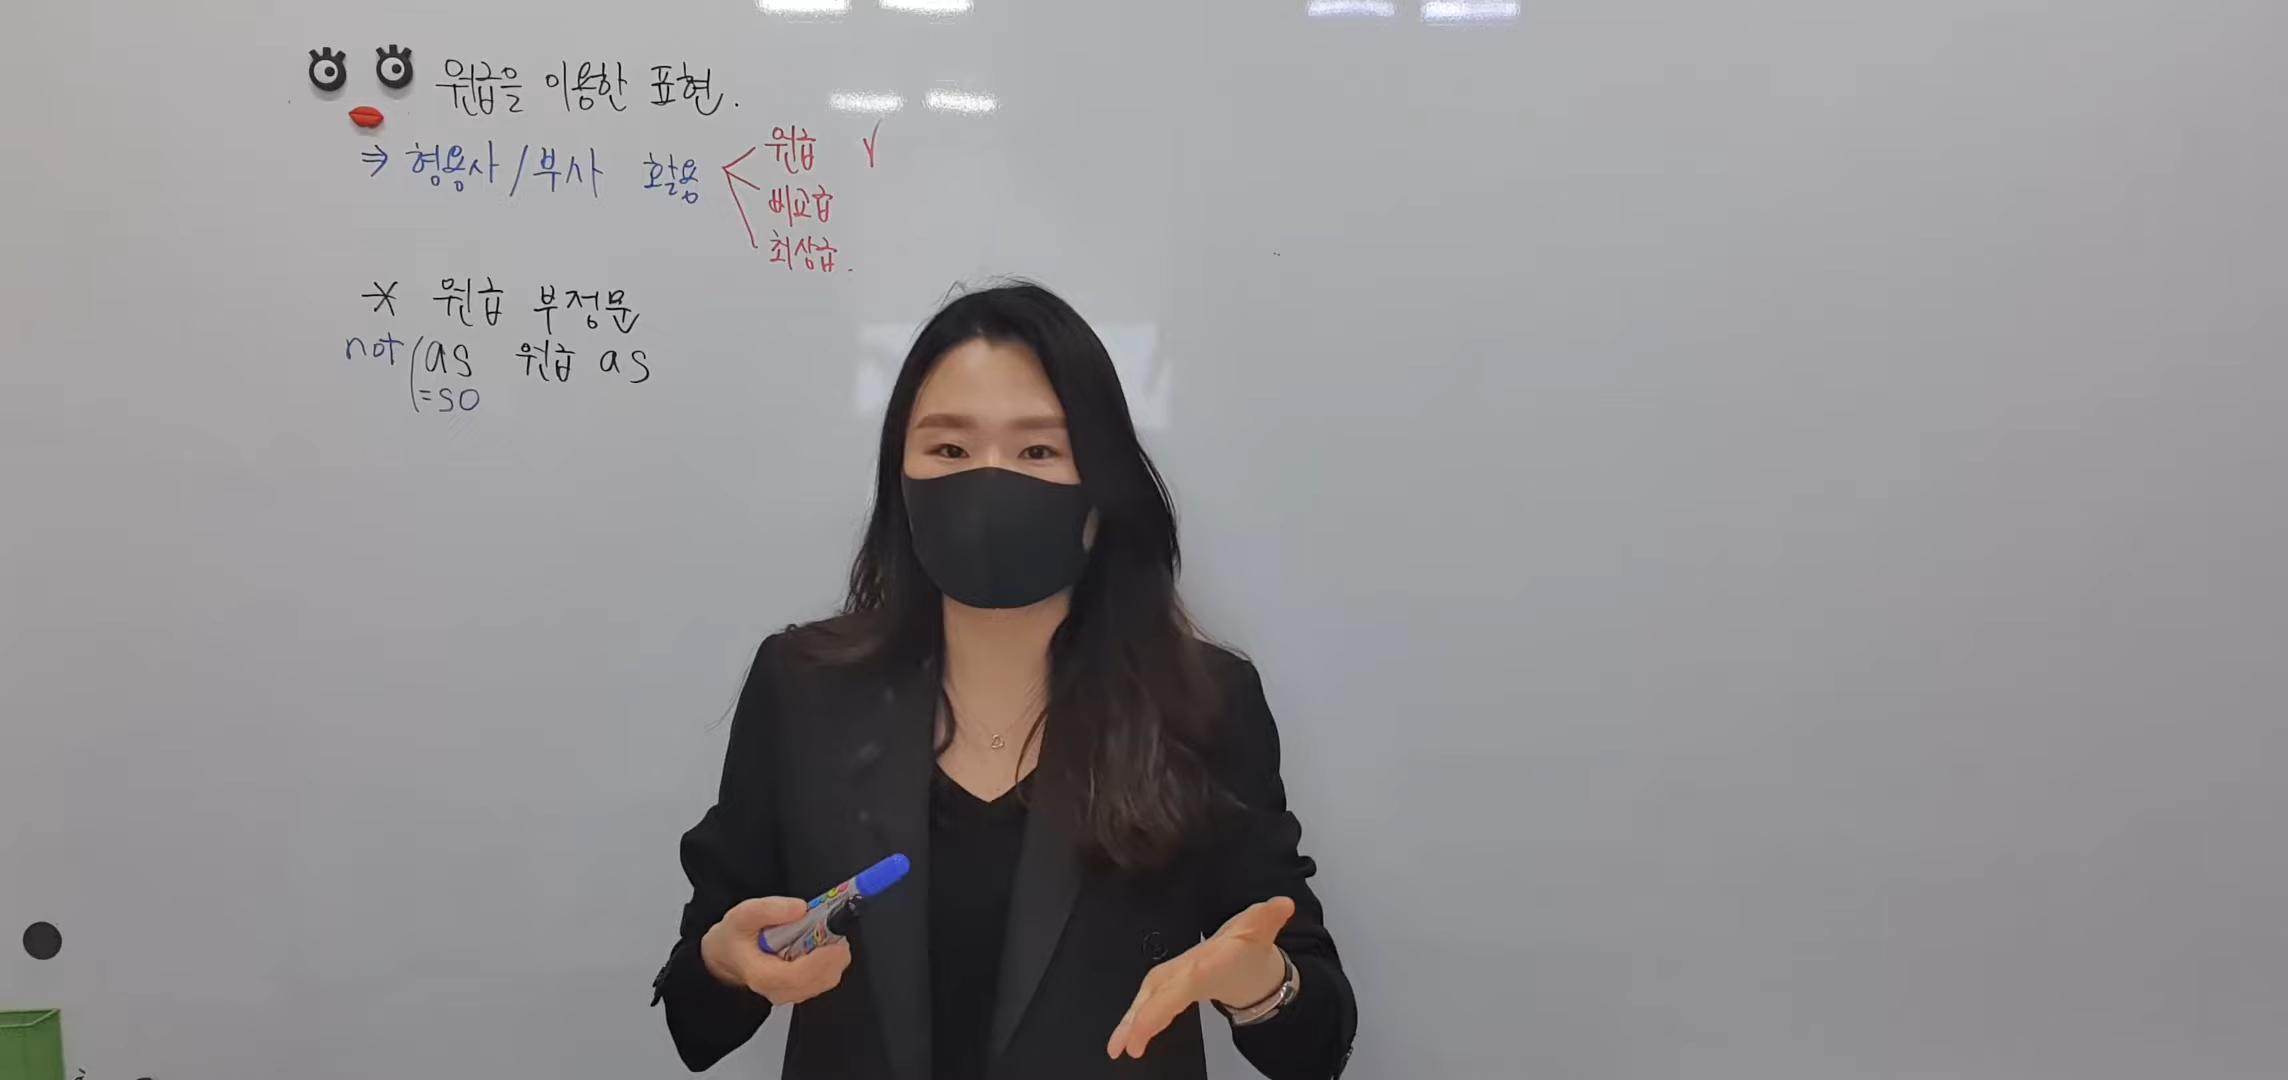 원급을 이용한 표현.
⇒ 형용사/부사 활용
원급 √
비교급
최상급.
* 원급 부정문
not (as 원급 as
=so